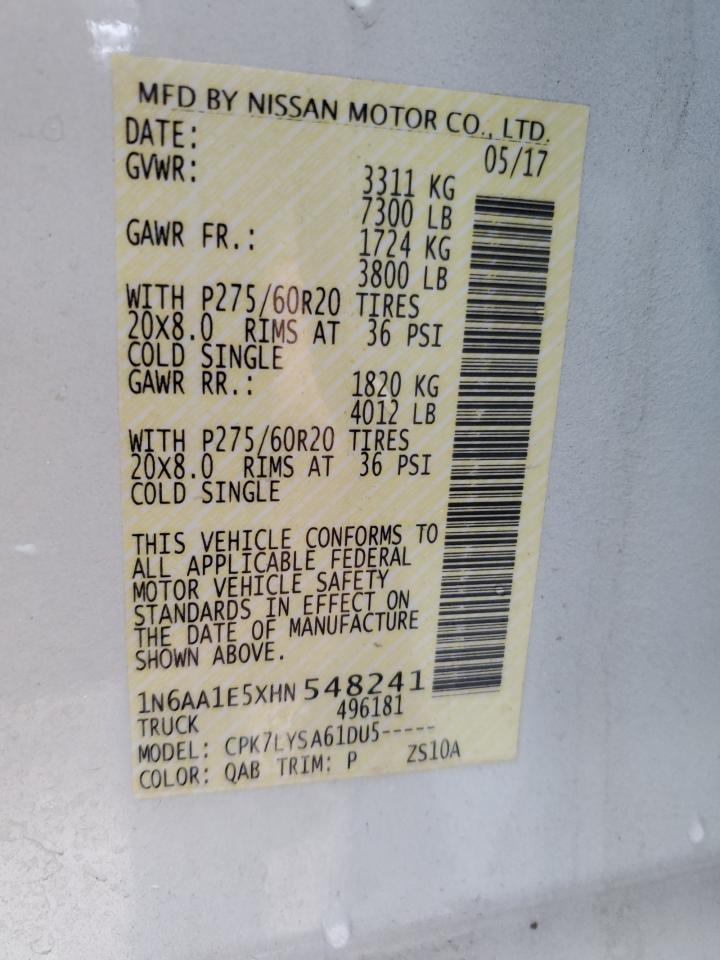 MFD BY NISSAN MOTOR CO., LTD.
DATE: 05/17
GVWR: 3311 KG
7300 LB
GAWR FR.: 1724 KG
3800 LB
WITH P275/60R20 TIRES
20X8.0 RIMS AT 36 PSI
COLD SINGLE
GAWR RR.: 1820 KG
4012 LB
WITH P275/60R20 TIRES
20X8.0 RIMS AT 36 PSI
COLD SINGLE
THIS VEHICLE CONFORMS TO
ALL APPLICABLE FEDERAL
MOTOR VEHICLE SAFETY
STANDARDS IN EFFECT ON
THE DATE OF MANUFACTURE
SHOWN ABOVE.
1N6AA1E5XHN548241
TRUCK 496181
MODEL: CPK7LYSA61DU5-----
COLOR: QAB TRIM: P ZS10A